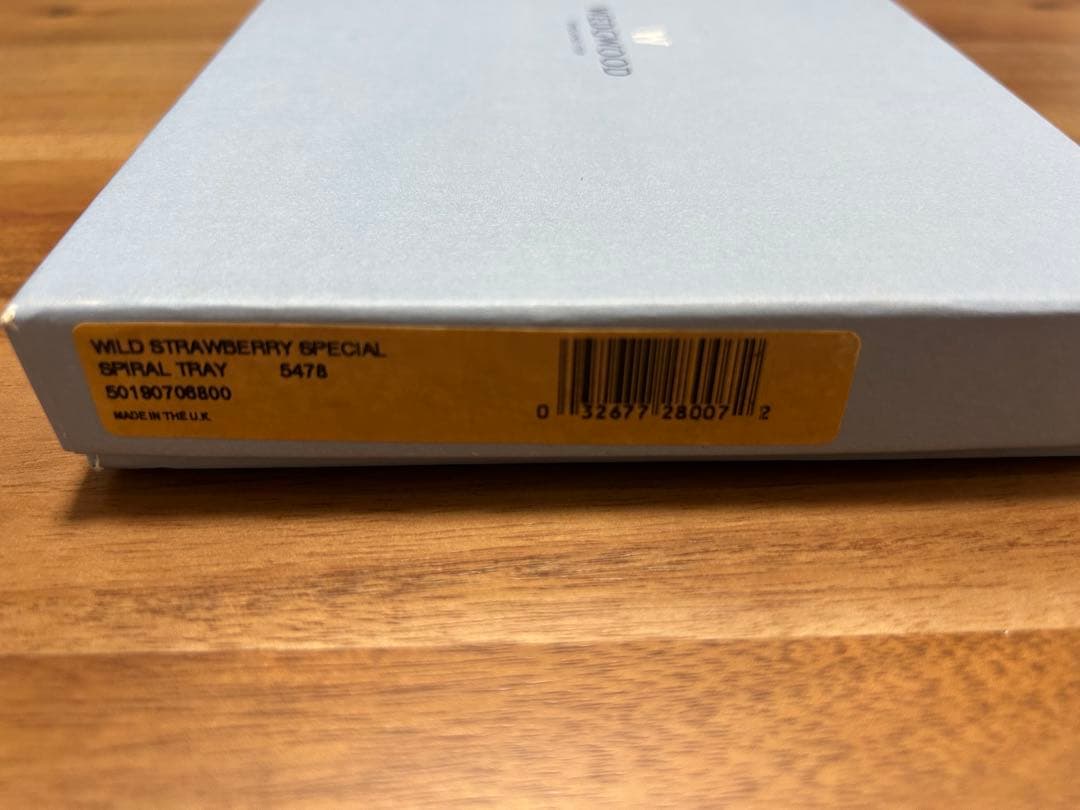 WEDGWOOD
WILD STRAWBERRY SPECIAL
SPIRAL TRAY 5478
50190706800
MADE IN THE U.K.
0 32677 28007 2